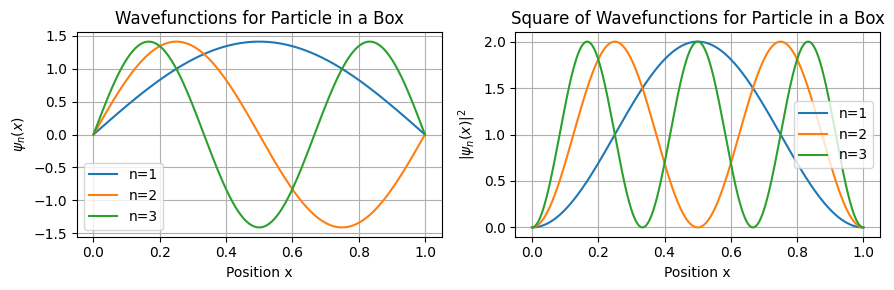 Wavefunctions for Particle in a Box
1.5
1.0
0.5
0.0
−0.5
−1.0
−1.5
ψₙ(x)
n=1
n=2
n=3
0.0 0.2 0.4 0.6 0.8 1.0
Position x
Square of Wavefunctions for Particle in a Box
2.0
1.5
1.0
0.5
0.0
|ψₙ(x)|²
n=1
n=2
n=3
0.0 0.2 0.4 0.6 0.8 1.0
Position x